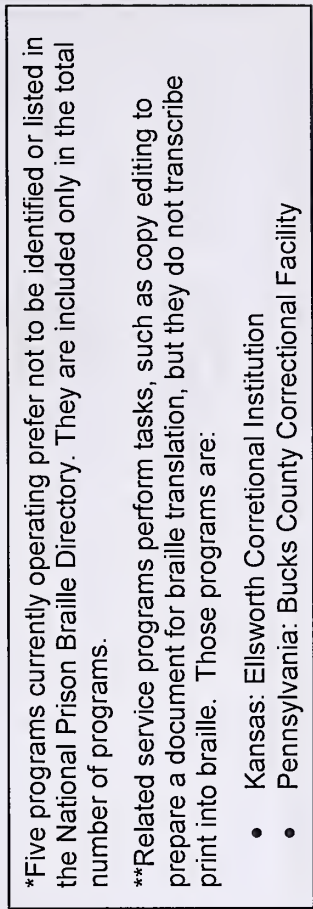 *Five programs currently operating prefer not to be identified or listed in
the National Prison Braille Directory. They are included only in the total
number of programs.
**Related service programs perform tasks, such as copy editing to
prepare a document for braille translation, but they do not transcribe
print into braille. Those programs are:
• Kansas: Ellsworth Corretional Institution
• Pennsylvania: Bucks County Correctional Facility